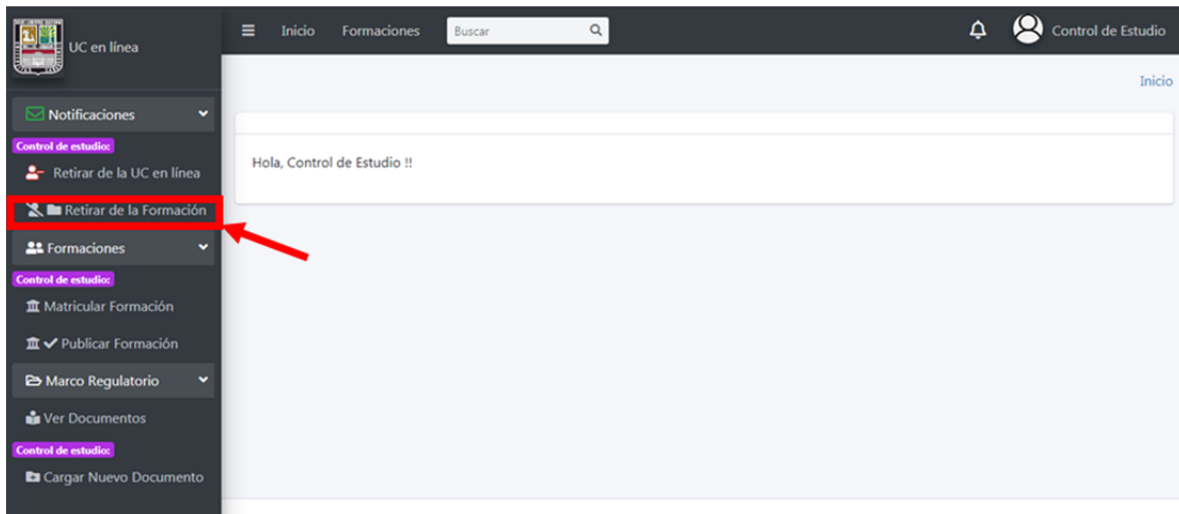 UC en línea
Inicio Formaciones Buscar Control de Estudio
Inicio
Notificaciones
Control de estudio:
Retirar de la UC en línea
Retirar de la Formación
Formaciones
Control de estudio:
Matricular Formación
Publicar Formación
Marco Regulatorio
Ver Documentos
Control de estudio:
Cargar Nuevo Documento
Hola, Control de Estudio !!